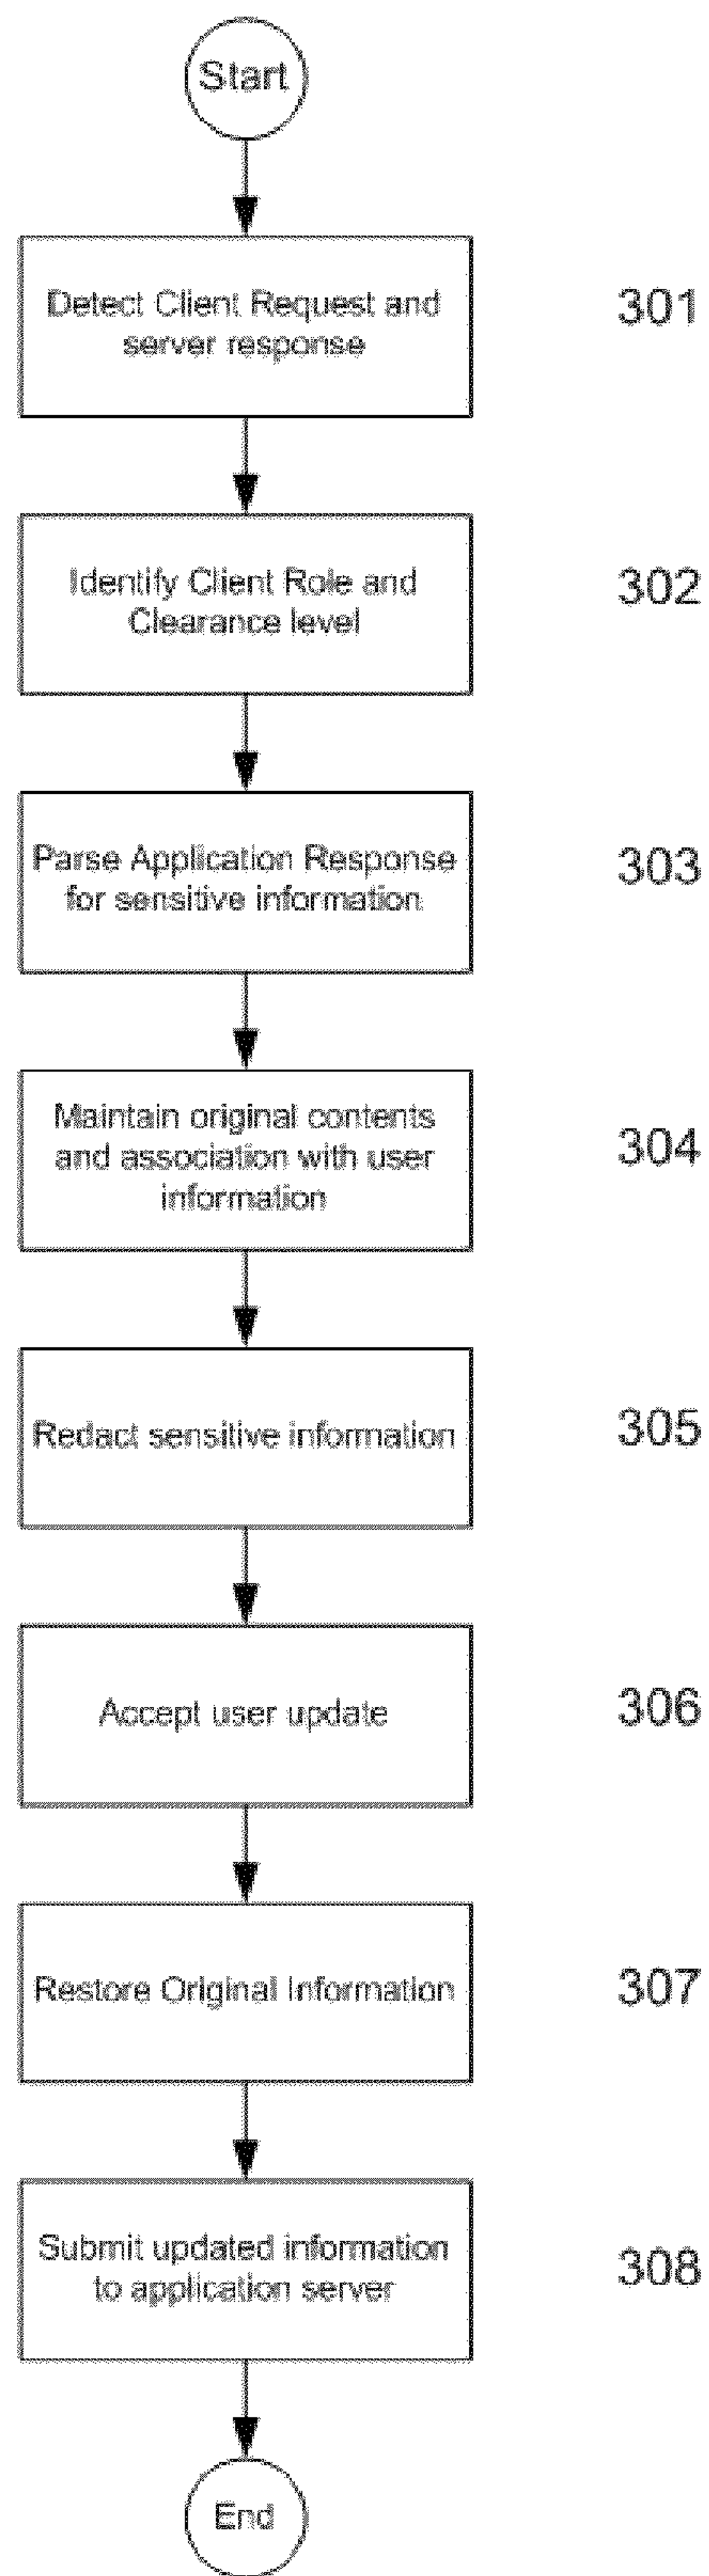 Start
Detect Client Request and
server response
301
Identify Client Role and
Clearance level
302
Parse Application Response
for sensitive information
303
Maintain original contents
and association with user
information
304
Redact sensitive information
305
Accept user update
306
Restore Original Information
307
Submit updated information
to application server
308
End